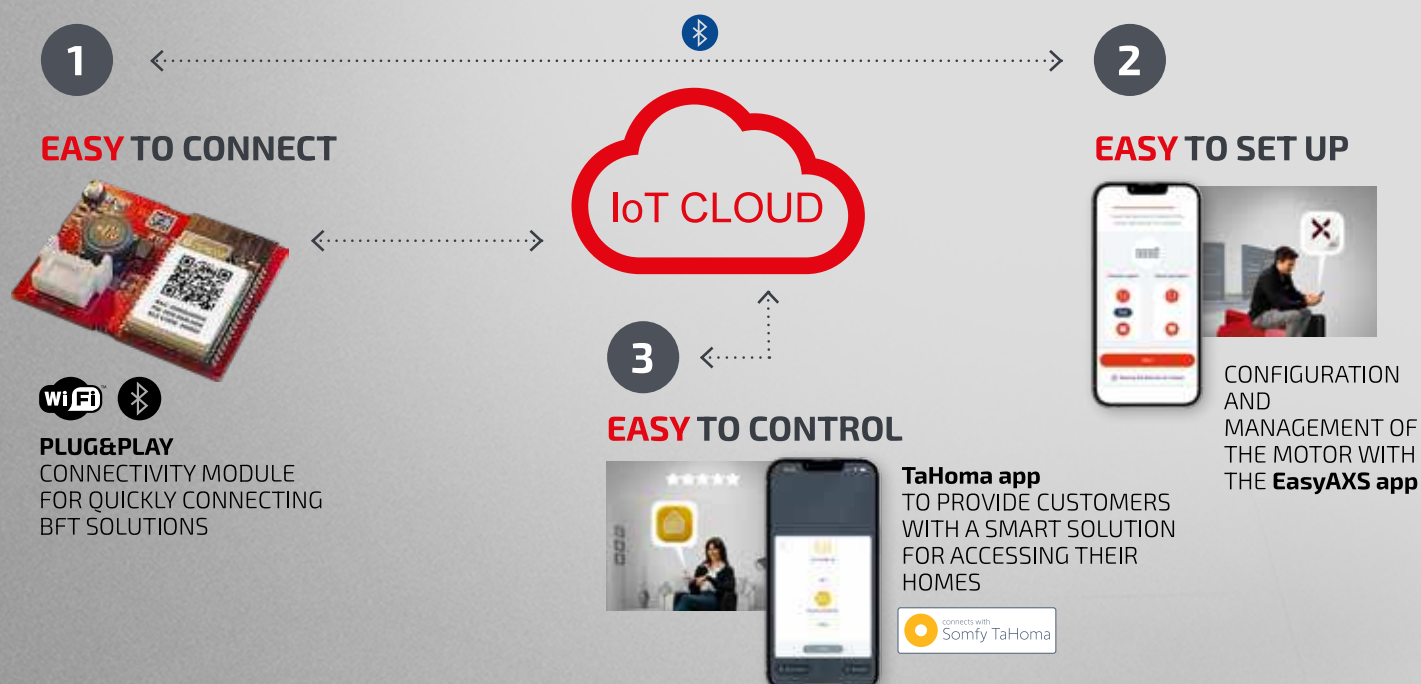 1
2
EASY TO CONNECT
IoT CLOUD
EASY TO SET UP
WiFi
PLUG&PLAY
CONNECTIVITY MODULE
FOR QUICKLY CONNECTING
BFT SOLUTIONS
3
EASY TO CONTROL
TaHoma app
TO PROVIDE CUSTOMERS
WITH A SMART SOLUTION
FOR ACCESSING THEIR
HOMES
connects with
Somfy TaHoma
CONFIGURATION
AND
MANAGEMENT OF
THE MOTOR WITH
THE EasyAXS app